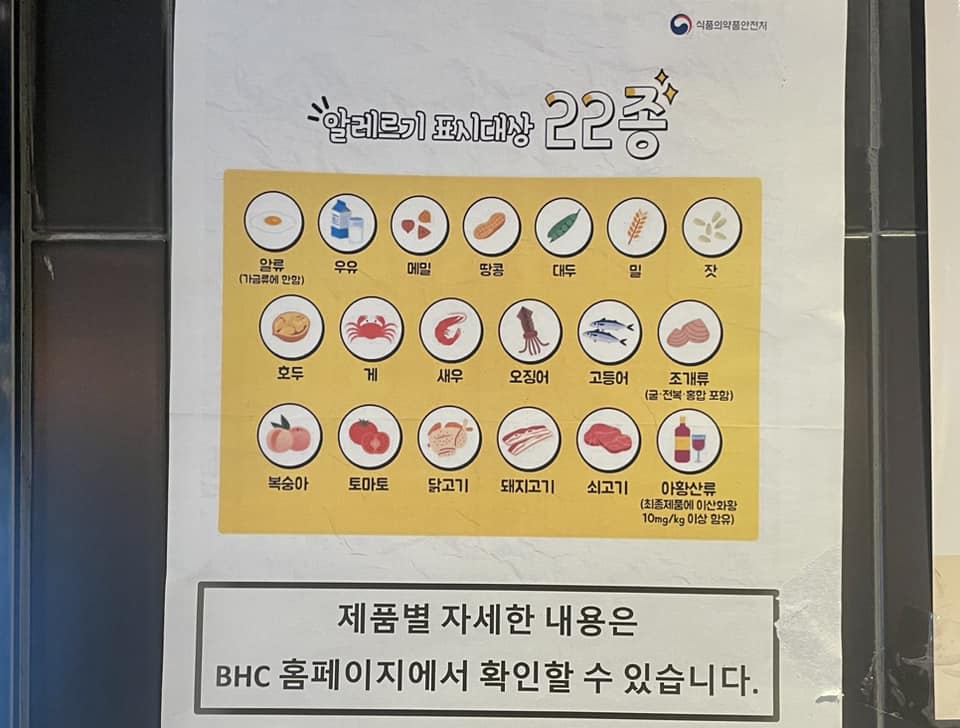 식품의약품안전처
알레르기 표시대상 22종
알류 우유 메밀 땅콩 대두 밀 잣
(가금류에 한함)
호두 게 새우 오징어 고등어 조개류
(굴·전복·홍합 포함)
복숭아 토마토 닭고기 돼지고기 쇠고기 아황산류
(최종제품에 이산화황
10mg/kg 이상 함유)
제품별 자세한 내용은
BHC 홈페이지에서 확인할 수 있습니다.